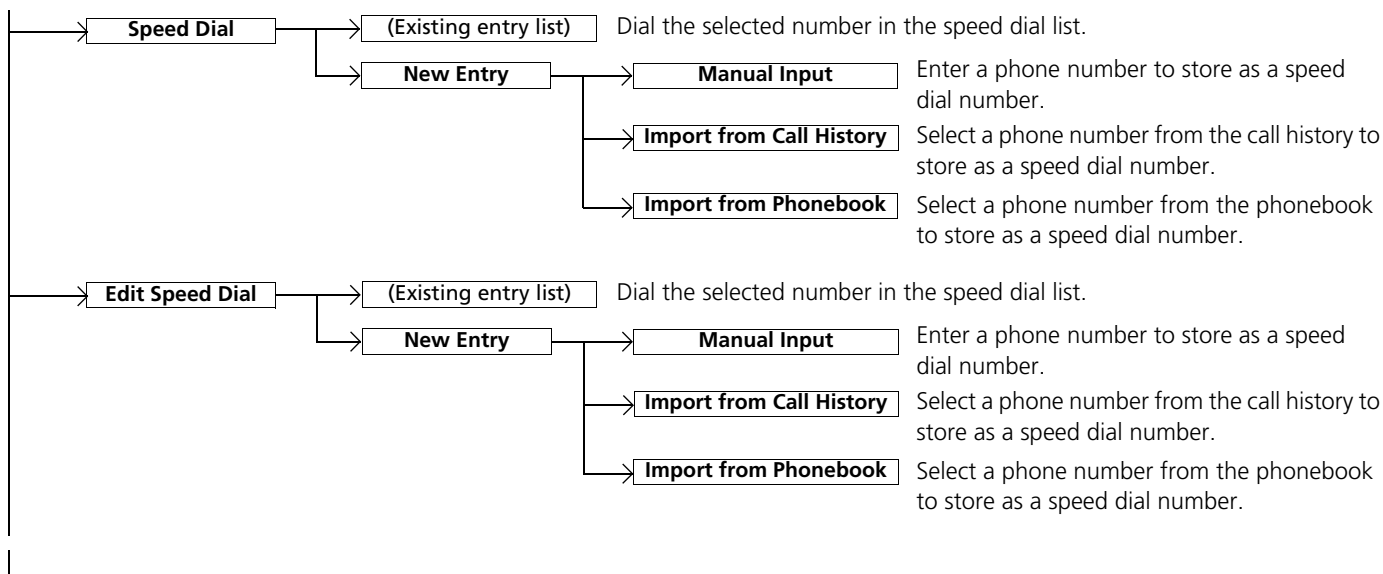 Speed Dial
(Existing entry list)
Dial the selected number in the speed dial list.
New Entry
Manual Input
Enter a phone number to store as a speed
dial number.
Import from Call History
Select a phone number from the call history to
store as a speed dial number.
Import from Phonebook
Select a phone number from the phonebook
to store as a speed dial number.
Edit Speed Dial
(Existing entry list)
Dial the selected number in the speed dial list.
New Entry
Manual Input
Enter a phone number to store as a speed
dial number.
Import from Call History
Select a phone number from the call history to
store as a speed dial number.
Import from Phonebook
Select a phone number from the phonebook
to store as a speed dial number.